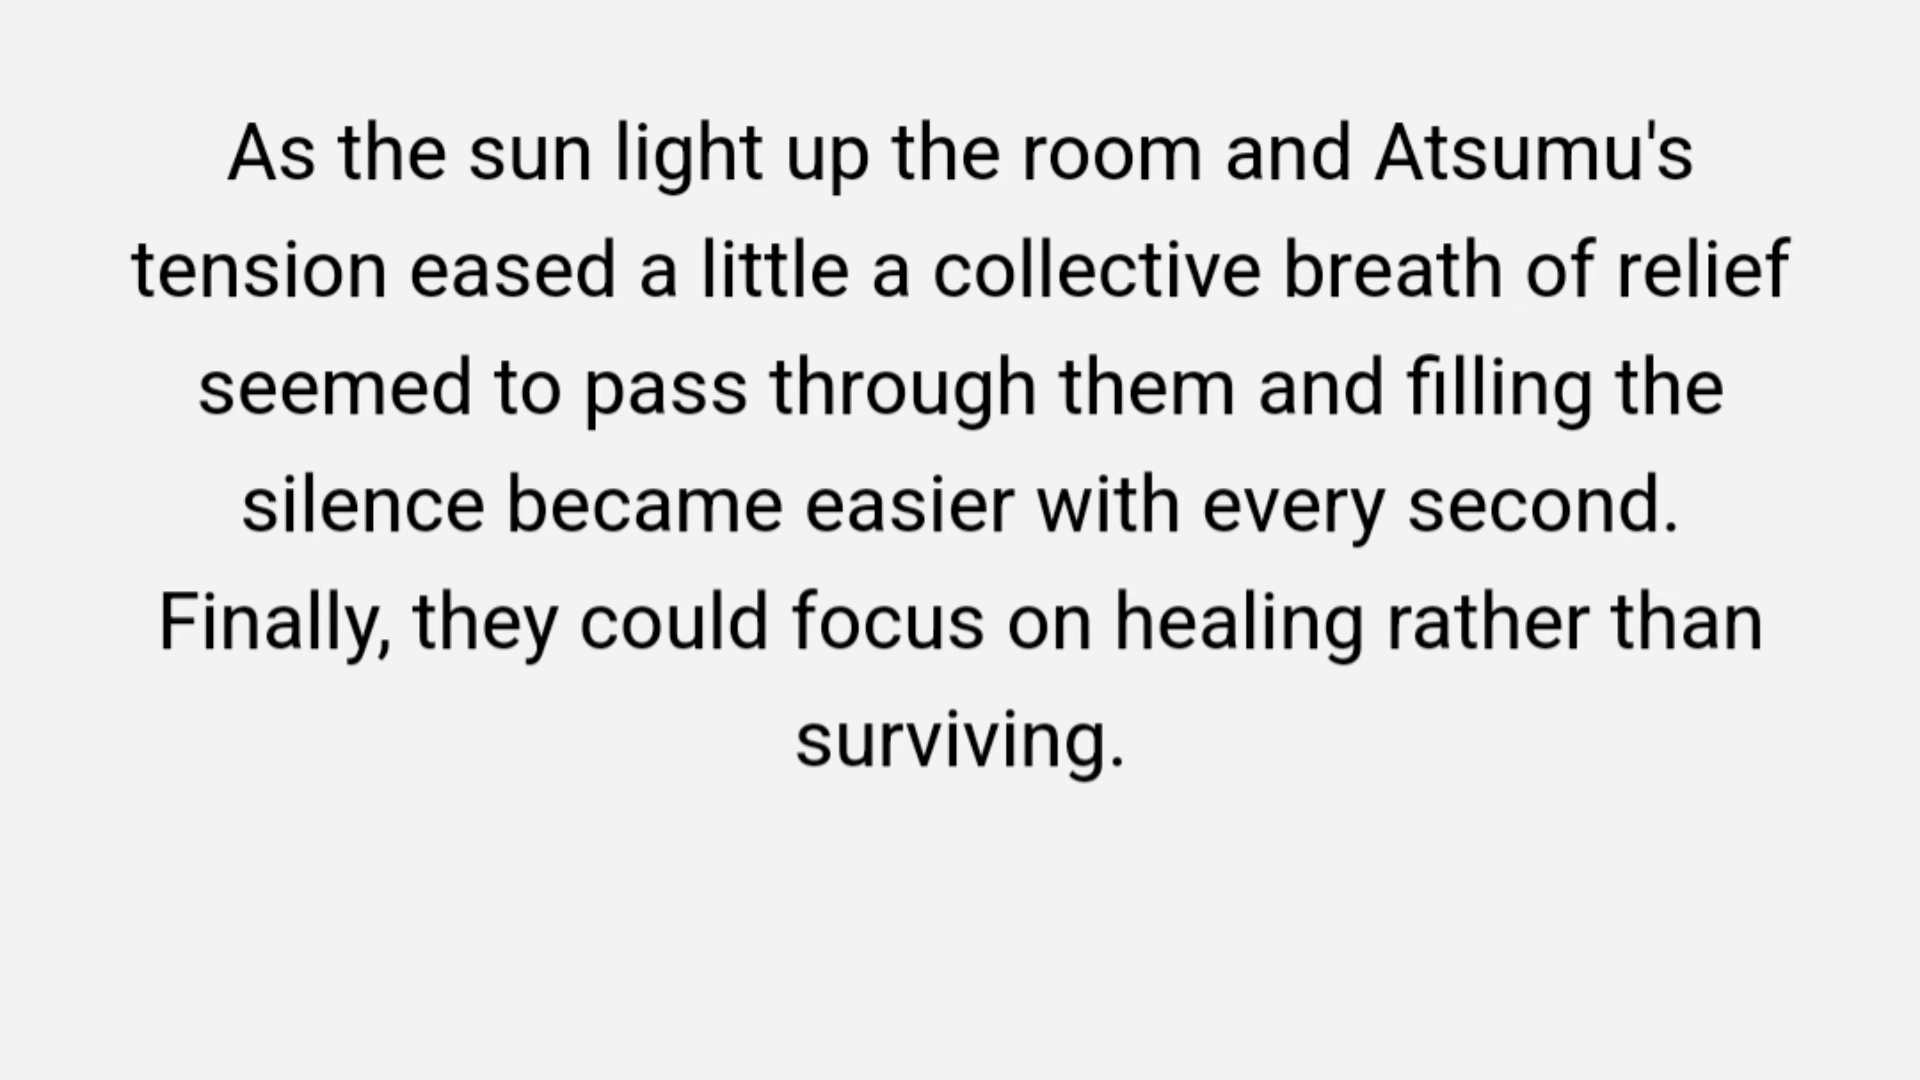 As the sun light up the room and Atsumu's
tension eased a little a collective breath of relief
seemed to pass through them and filling the
silence became easier with every second.
Finally, they could focus on healing rather than
surviving.